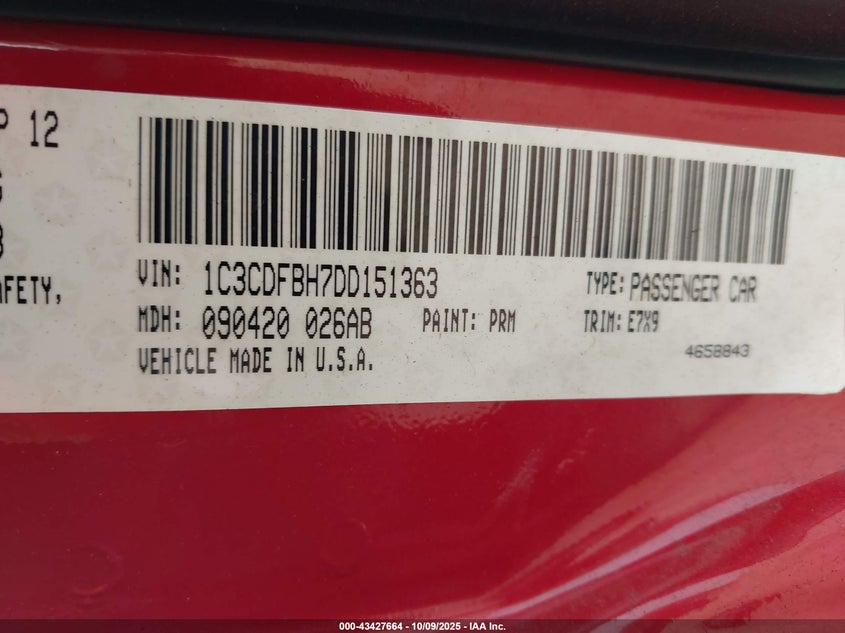 P 12
AFETY,
VIN: 1C3CDFBH7DD151363 TYPE: PASSENGER CAR
MDH: 090420 026AB PAINT: PRM TRIM: E7X9
VEHICLE MADE IN U.S.A. 4658843
000-43427664 - 10/09/2025 - IAA Inc.